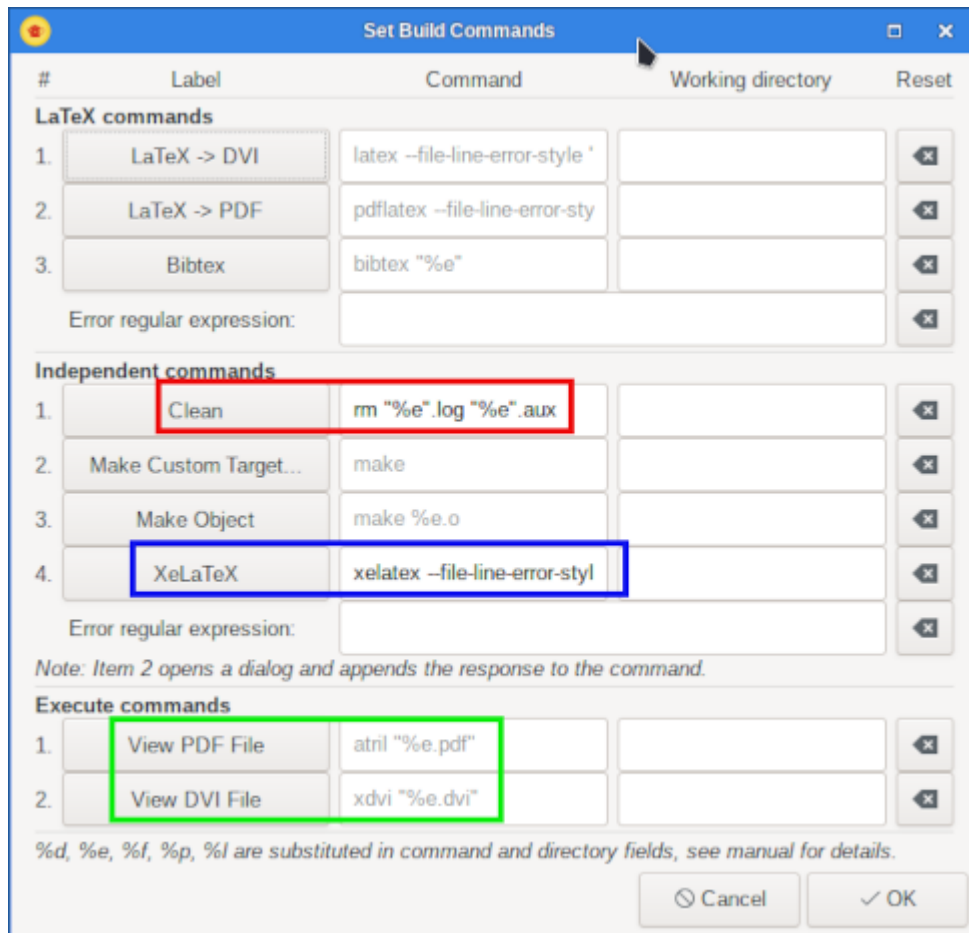 Set Build Commands
# Label Command Working directory Reset
LaTeX commands
1. LaTeX -> DVI latex --file-line-error-style '
2. LaTeX -> PDF pdflatex --file-line-error-sty
3. Bibtex bibtex "%e"
Error regular expression:
Independent commands
1. Clean rm "%e".log "%e".aux
2. Make Custom Target... make
3. Make Object make %e.o
4. XeLaTeX xelatex --file-line-error-styl
Error regular expression:
Note: Item 2 opens a dialog and appends the response to the command.
Execute commands
1. View PDF File atril "%e.pdf"
2. View DVI File xdvi "%e.dvi"
%d, %e, %f, %p, %l are substituted in command and directory fields, see manual for details.
Cancel OK